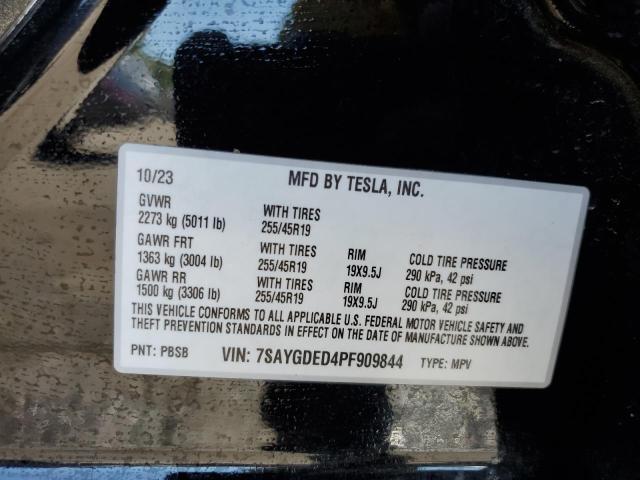 10/23 MFD BY TESLA, INC.
GVWR
2273 kg (5011 lb) WITH TIRES 255/45R19
GAWR FRT
1363 kg (3004 lb) WITH TIRES 255/45R19 RIM 19X9.5J COLD TIRE PRESSURE 290 kPa, 42 psi
GAWR RR
1500 kg (3306 lb) WITH TIRES 255/45R19 RIM 19X9.5J COLD TIRE PRESSURE 290 kPa, 42 psi
THIS VEHICLE CONFORMS TO ALL APPLICABLE U.S. FEDERAL MOTOR VEHICLE SAFETY AND
THEFT PREVENTION STANDARDS IN EFFECT ON THE DATE OF MANUFACTURE SHOWN ABOVE.
PNT: PBSB VIN: 7SAYGDED4PF909844 TYPE: MPV